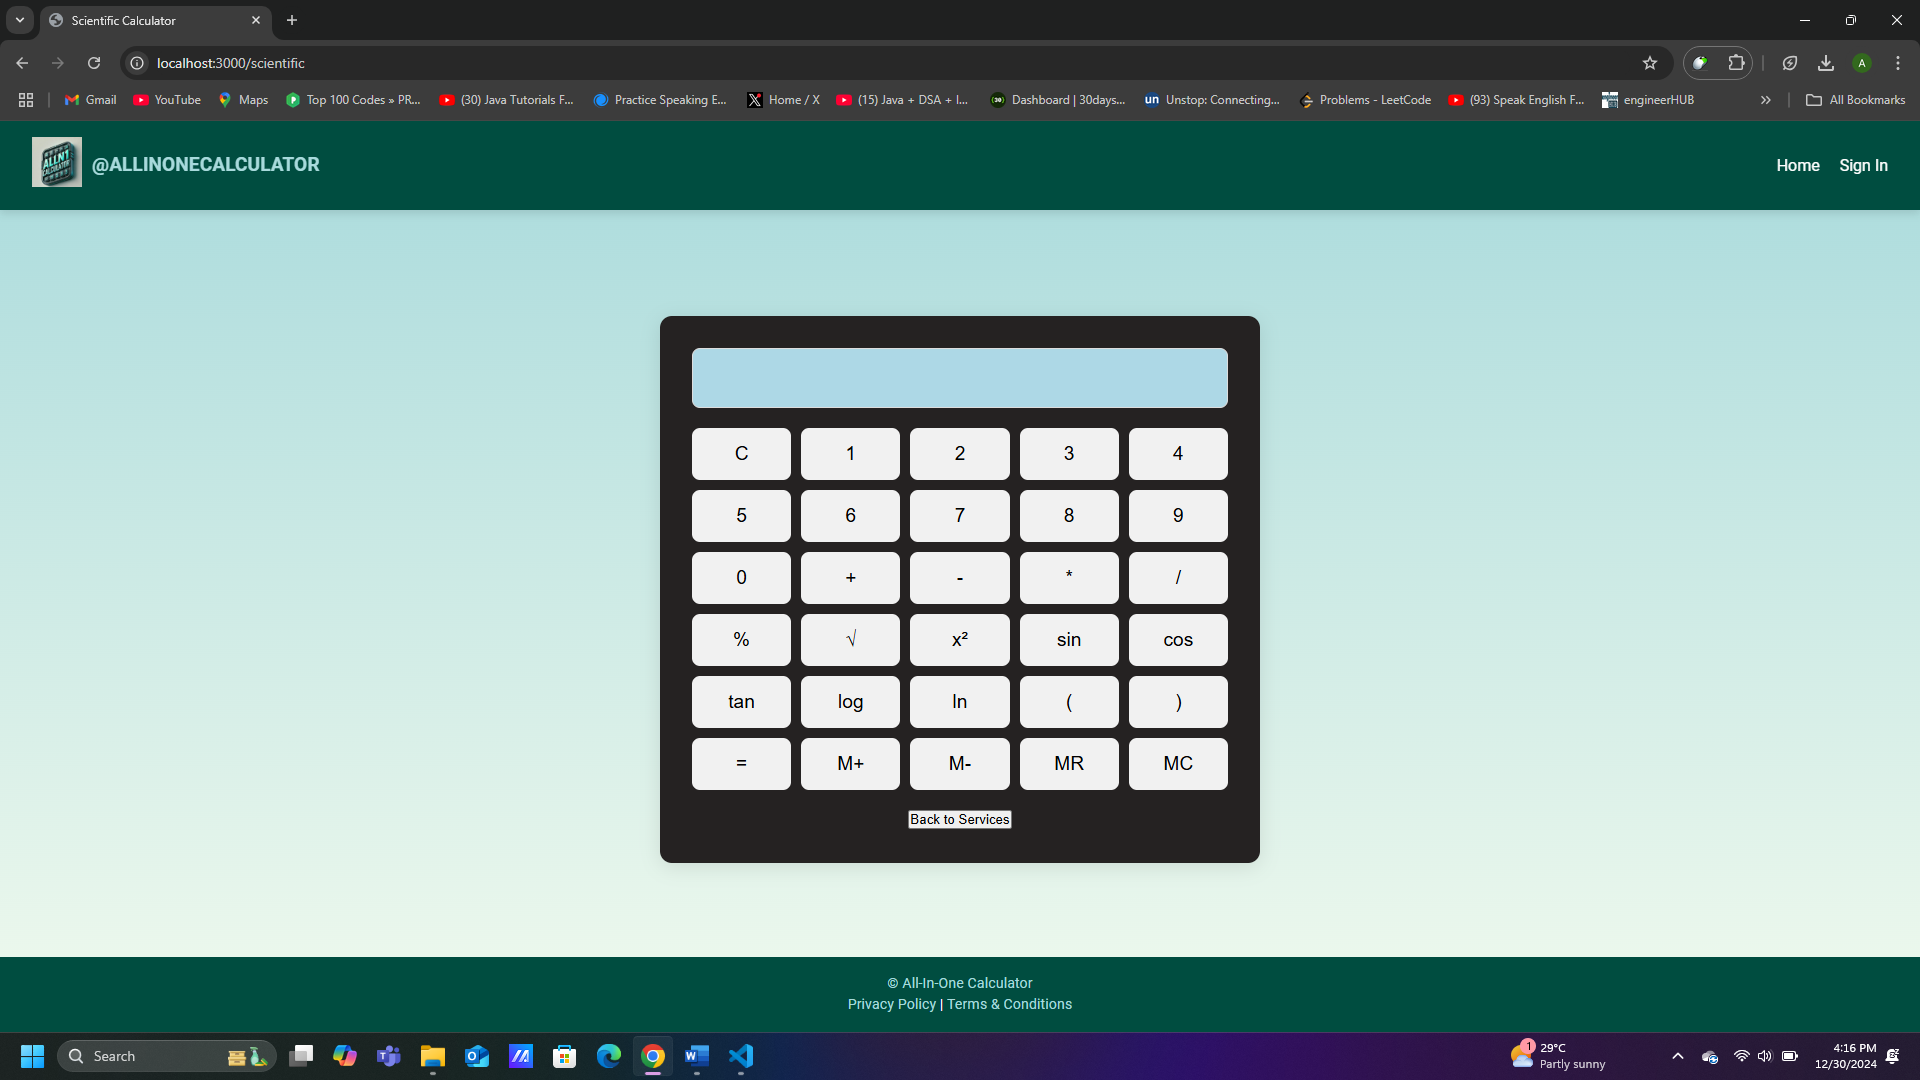 Scientific Calculator
localhost:3000/scientific
A
Gmail YouTube Maps Top 100 Codes » PR... (30) Java Tutorials F... Practice Speaking E... Home / X (15) Java + DSA + I... Dashboard | 30days... Unstop: Connecting... Problems - LeetCode (93) Speak English F... engineerHUB » All Bookmarks
ALLN1
CALCULATOR
@ALLINONECALCULATOR Home Sign In
C 1 2 3 4
5 6 7 8 9
0 + - * /
% √ x² sin cos
tan log ln ( )
= M+ M- MR MC
Back to Services
© All-In-One Calculator
Privacy Policy | Terms & Conditions
Search
1
29°C
Partly sunny
4:16 PM
12/30/2024